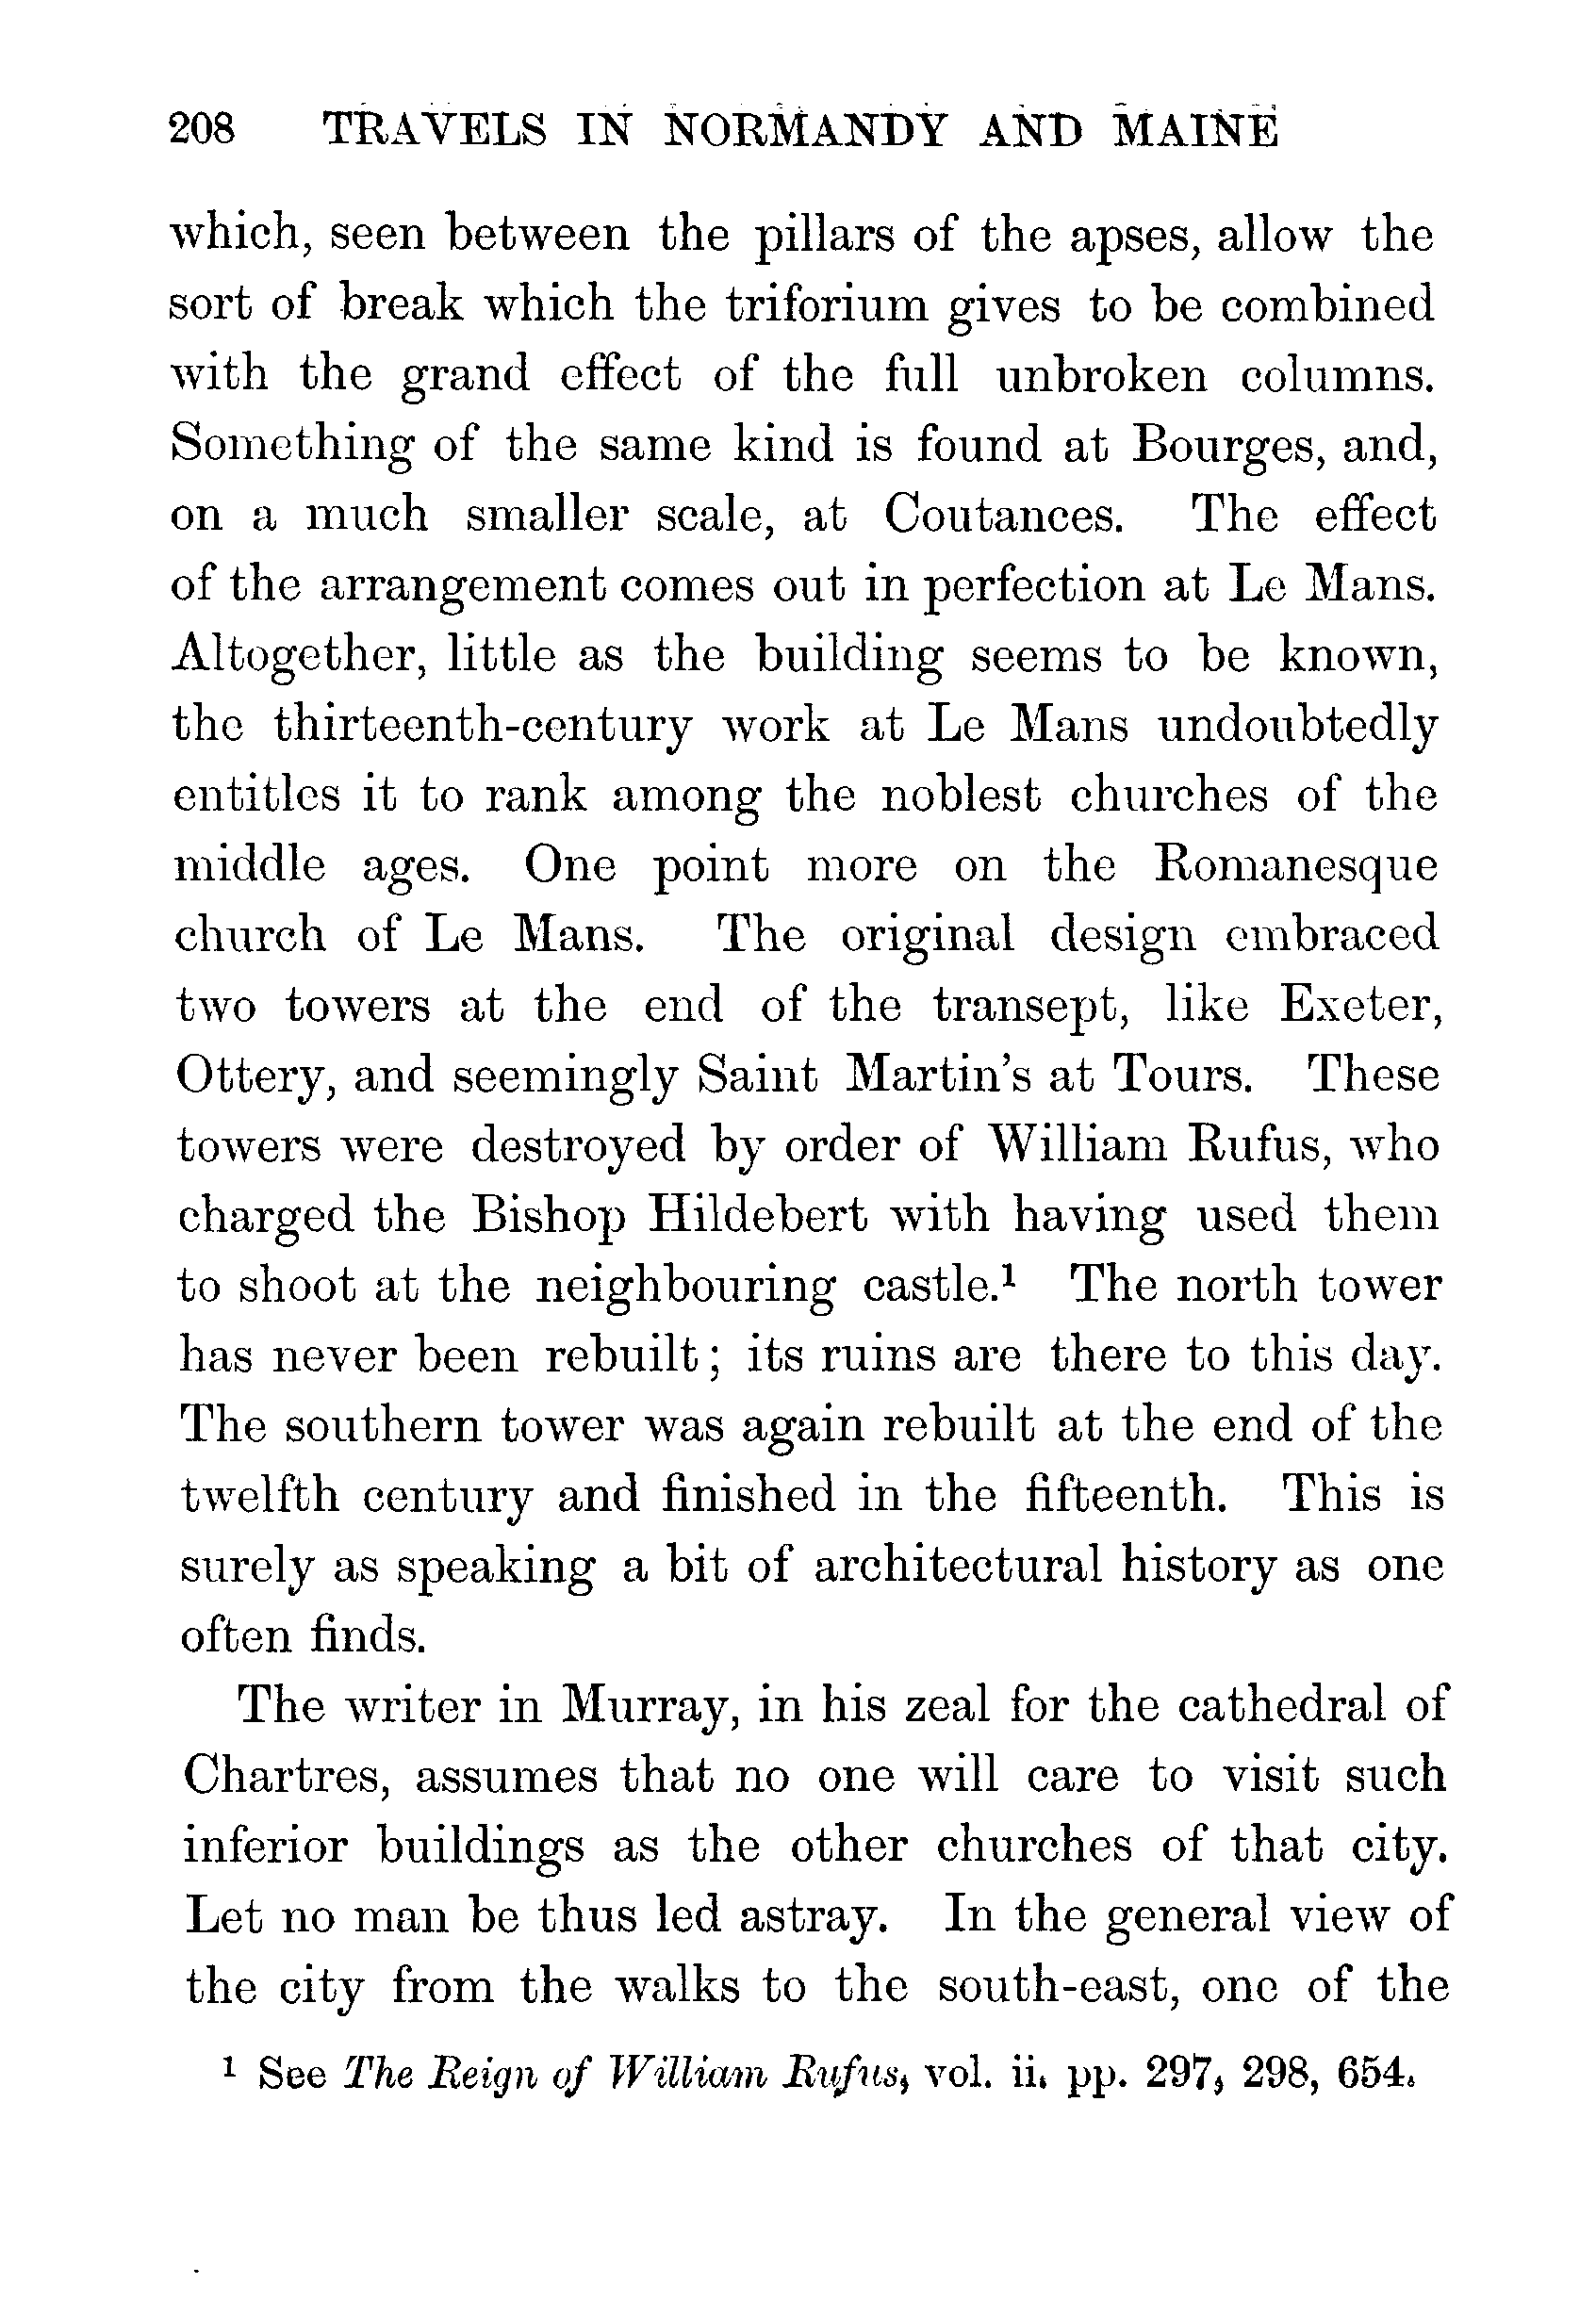 208 TRAVELS IN NORMANDY AND MAINE
which, seen between the pillars of the apses, allow the
sort of break which the triforium gives to be combined
with the grand effect of the full unbroken columns.
Something of the same kind is found at Bourges, and,
on a much smaller scale, at Coutances. The effect
of the arrangement comes out in perfection at Le Mans.
Altogether, little as the building seems to be known,
the thirteenth-century work at Le Mans undoubtedly
entitles it to rank among the noblest churches of the
middle ages. One point more on the Romanesque
church of Le Mans. The original design embraced
two towers at the end of the transept, like Exeter,
Ottery, and seemingly Saint Martin's at Tours. These
towers were destroyed by order of William Rufus, who
charged the Bishop Hildebert with having used them
to shoot at the neighbouring castle.¹ The north tower
has never been rebuilt; its ruins are there to this day.
The southern tower was again rebuilt at the end of the
twelfth century and finished in the fifteenth. This is
surely as speaking a bit of architectural history as one
often finds.
The writer in Murray, in his zeal for the cathedral of
Chartres, assumes that no one will care to visit such
inferior buildings as the other churches of that city.
Let no man be thus led astray. In the general view of
the city from the walks to the south-east, one of the
¹ See The Reign of William Rufus, vol. ii. pp. 297, 298, 654.